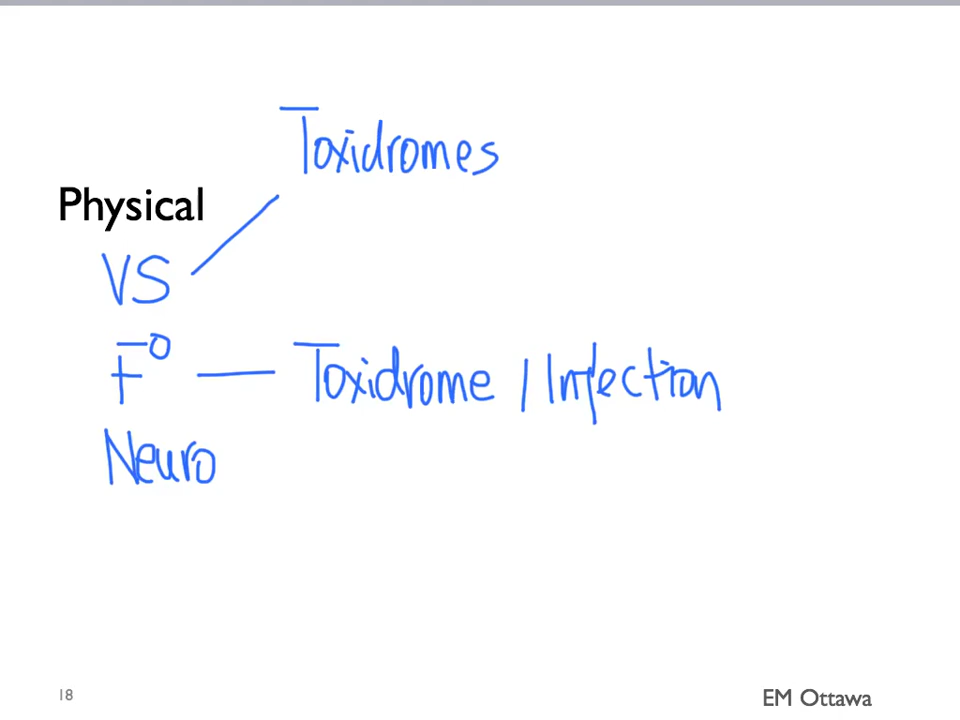 Toxidromes
Physical
VS
F° — Toxidrome / Infection
Neuro
18
EM Ottawa